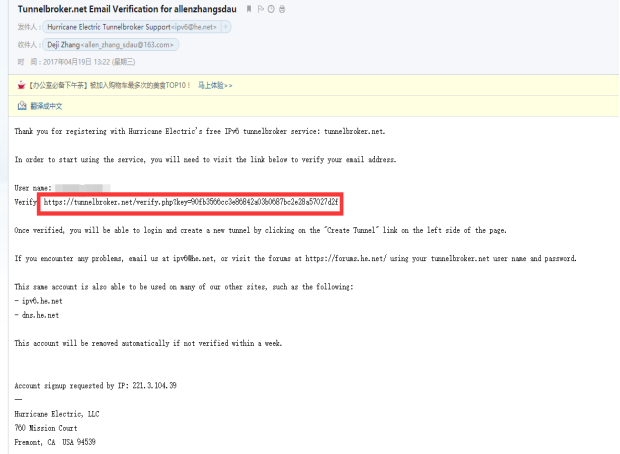 Tunnelbroker.net Email Verification for allenzhangsdau
发件人：Hurricane Electric Tunnelbroker Support<ipv6@he.net> +
收件人：Deji Zhang<allen_zhang_sdau@163.com>
时 间：2017年04月19日 13:22 (星期三)
【办公室必备下午茶】被加入购物车最多次的美食TOP10！ 马上体验>>
翻译成中文
Thank you for registering with Hurricane Electric's free IPv6 tunnelbroker service: tunnelbroker.net.
In order to start using the service, you will need to visit the link below to verify your email address.
User name:
Verify: https://tunnelbroker.net/verify.php?key=90fb3566cc3e86842a03b0687bc2e28a57027d2f
Once verified, you will be able to login and create a new tunnel by clicking on the "Create Tunnel" link on the left side of the page.
If you encounter any problems, email us at ipv6@he.net, or visit the forums at https://forums.he.net/ using your tunnelbroker.net user name and password.
This same account is also able to be used on many of our other sites, such as the following:
- ipv6.he.net
- dns.he.net
This account will be removed automatically if not verified within a week.
Account signup requested by IP: 221.3.104.39
—
Hurricane Electric, LLC
760 Mission Court
Fremont, CA USA 94539